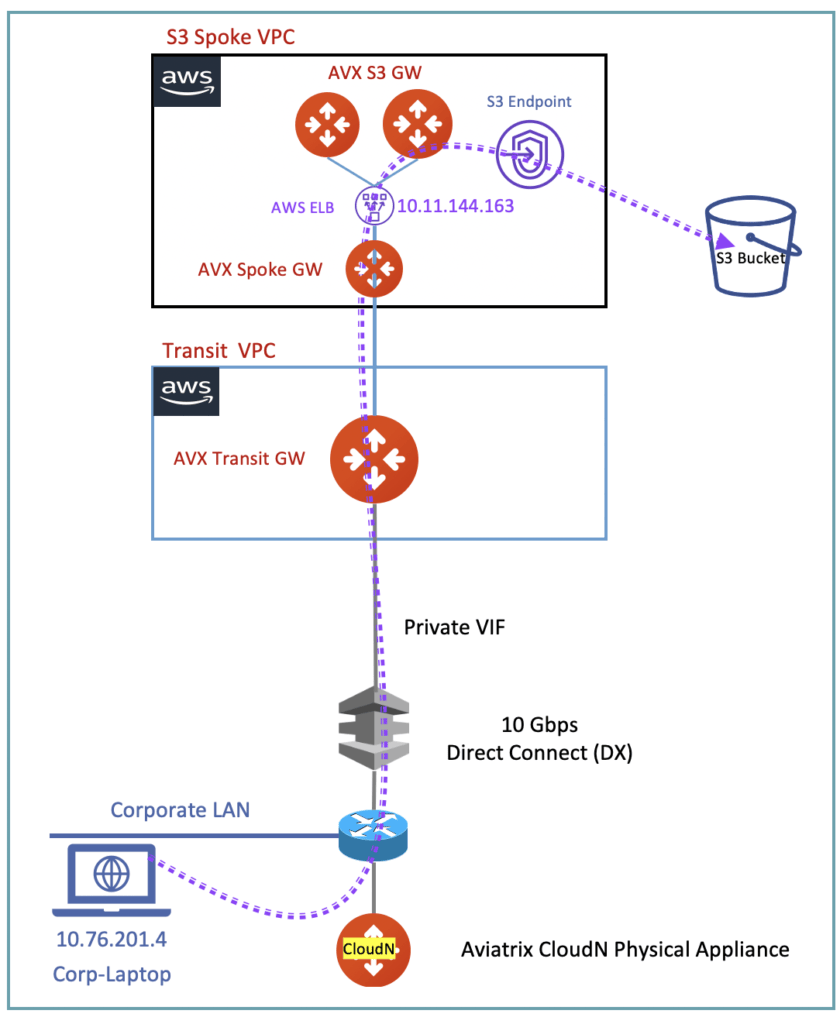 S3 Spoke VPC
aws
AVX S3 GW
S3 Endpoint
AWS ELB
10.11.144.163
AVX Spoke GW
S3 Bucket
Transit VPC
aws
AVX Transit GW
Private VIF
10 Gbps
Direct Connect (DX)
Corporate LAN
10.76.201.4
Corp-Laptop
CloudN
Aviatrix CloudN Physical Appliance